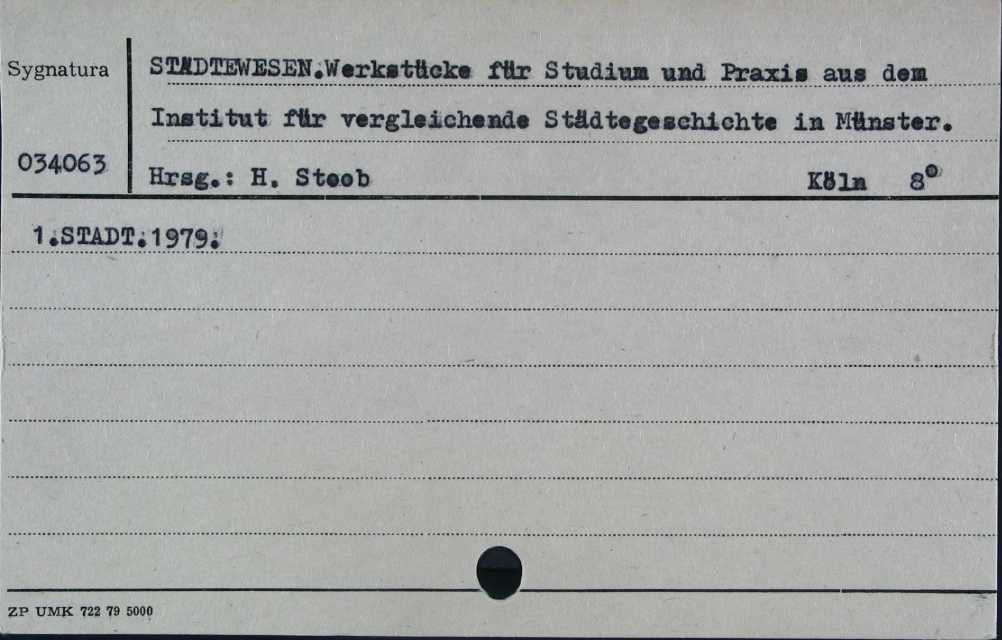 Sygnatura
STÄDTEWESEN.Werkstücke für Studium und Praxis aus dem
Institut für vergleichende Städtegeschichte in Münster.
034063
Hrsg.: H. Stoob Köln 8°
1.STADT.1979.
ZP UMK 722 79 5000